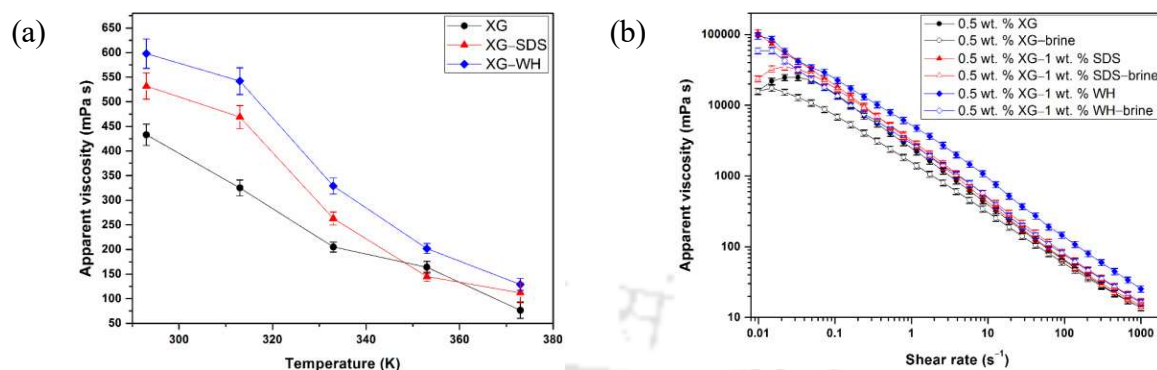 (a)
Apparent viscosity (mPa s)
650
600
550
500
450
400
350
300
250
200
150
100
50
300
320
340
360
380
Temperature (K)
XG
XG–SDS
XG–WH
(b)
Apparent viscosity (mPa s)
100000
10000
1000
100
10
0.01
0.1
1
10
100
1000
Shear rate (s⁻¹)
0.5 wt. % XG
0.5 wt. % XG–brine
0.5 wt. % XG–1 wt. % SDS
0.5 wt. % XG–1 wt. % SDS–brine
0.5 wt. % XG–1 wt. % WH
0.5 wt. % XG–1 wt. % WH–brine